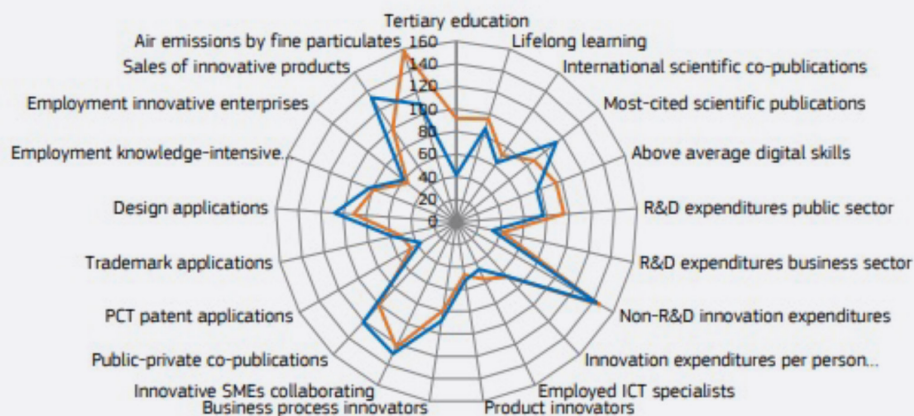 Tertiary education
Air emissions by fine particulates
160
Lifelong learning
Sales of innovative products
140
International scientific co-publications
120
Employment innovative enterprises
100
Most-cited scientific publications
80
Employment knowledge-intensive...
60
Above average digital skills
40
20
Design applications
0
R&D expenditures public sector
Trademark applications
R&D expenditures business sector
PCT patent applications
Non-R&D innovation expenditures
Public-private co-publications
Innovation expenditures per person...
Innovative SMEs collaborating
Employed ICT specialists
Business process innovators
Product innovators